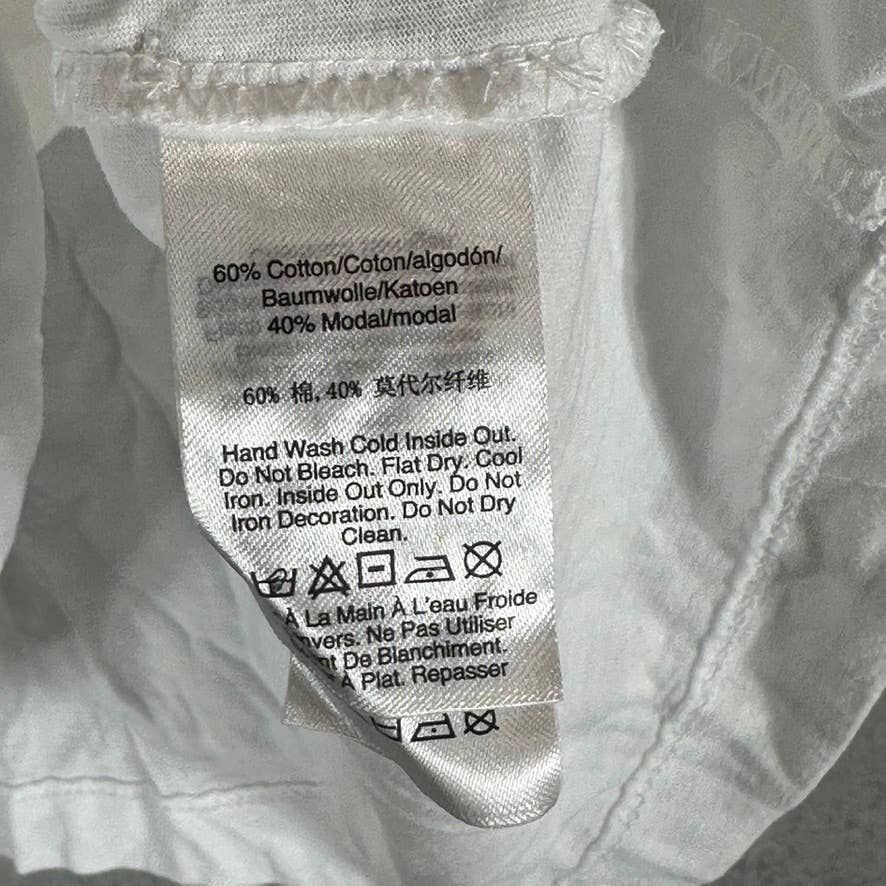 60% Cotton/Coton/algodón/
Baumwolle/Katoen
40% Modal/modal
60% 棉,40% 莫代尔纤维
Hand Wash Cold Inside Out.
Do Not Bleach. Flat Dry. Cool
Iron. Inside Out Only. Do Not
Iron Decoration. Do Not Dry
Clean.
À La Main À L'eau Froide
Ne Pas Utiliser
De Blanchiment.
À Plat. Repasser